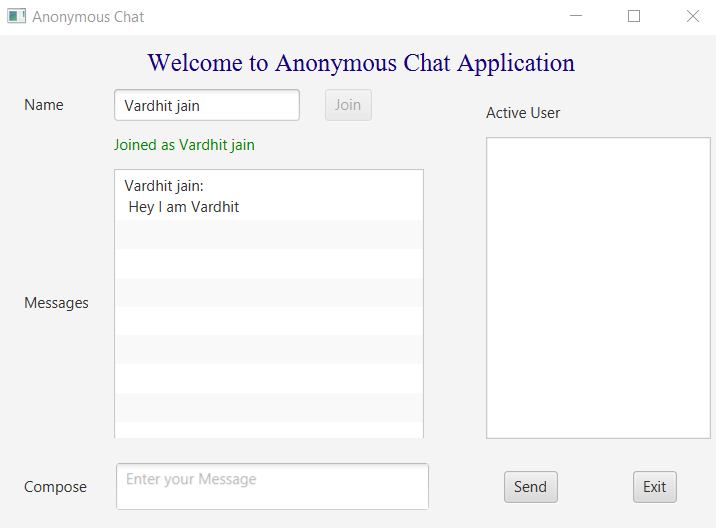 Anonymous Chat
Welcome to Anonymous Chat Application
Name
Vardhit jain
Join
Active User
Joined as Vardhit jain
Vardhit jain:
Hey I am Vardhit
Messages
Compose
Enter your Message
Send
Exit